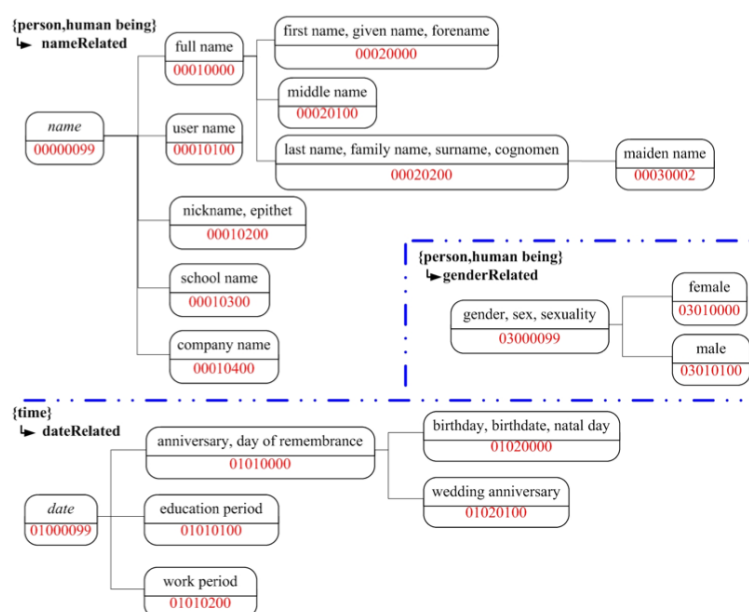 {person,human being}
nameRelated
name
00000099
full name
00010000
first name, given name, forename
00020000
middle name
00020100
user name
00010100
last name, family name, surname, cognomen
00020200
maiden name
00030002
nickname, epithet
00010200
school name
00010300
company name
00010400
{person,human being}
genderRelated
gender, sex, sexuality
03000099
female
03010000
male
03010100
{time}
dateRelated
date
01000099
anniversary, day of remembrance
01010000
birthday, birthdate, natal day
01020000
wedding anniversary
01020100
education period
01010100
work period
01010200